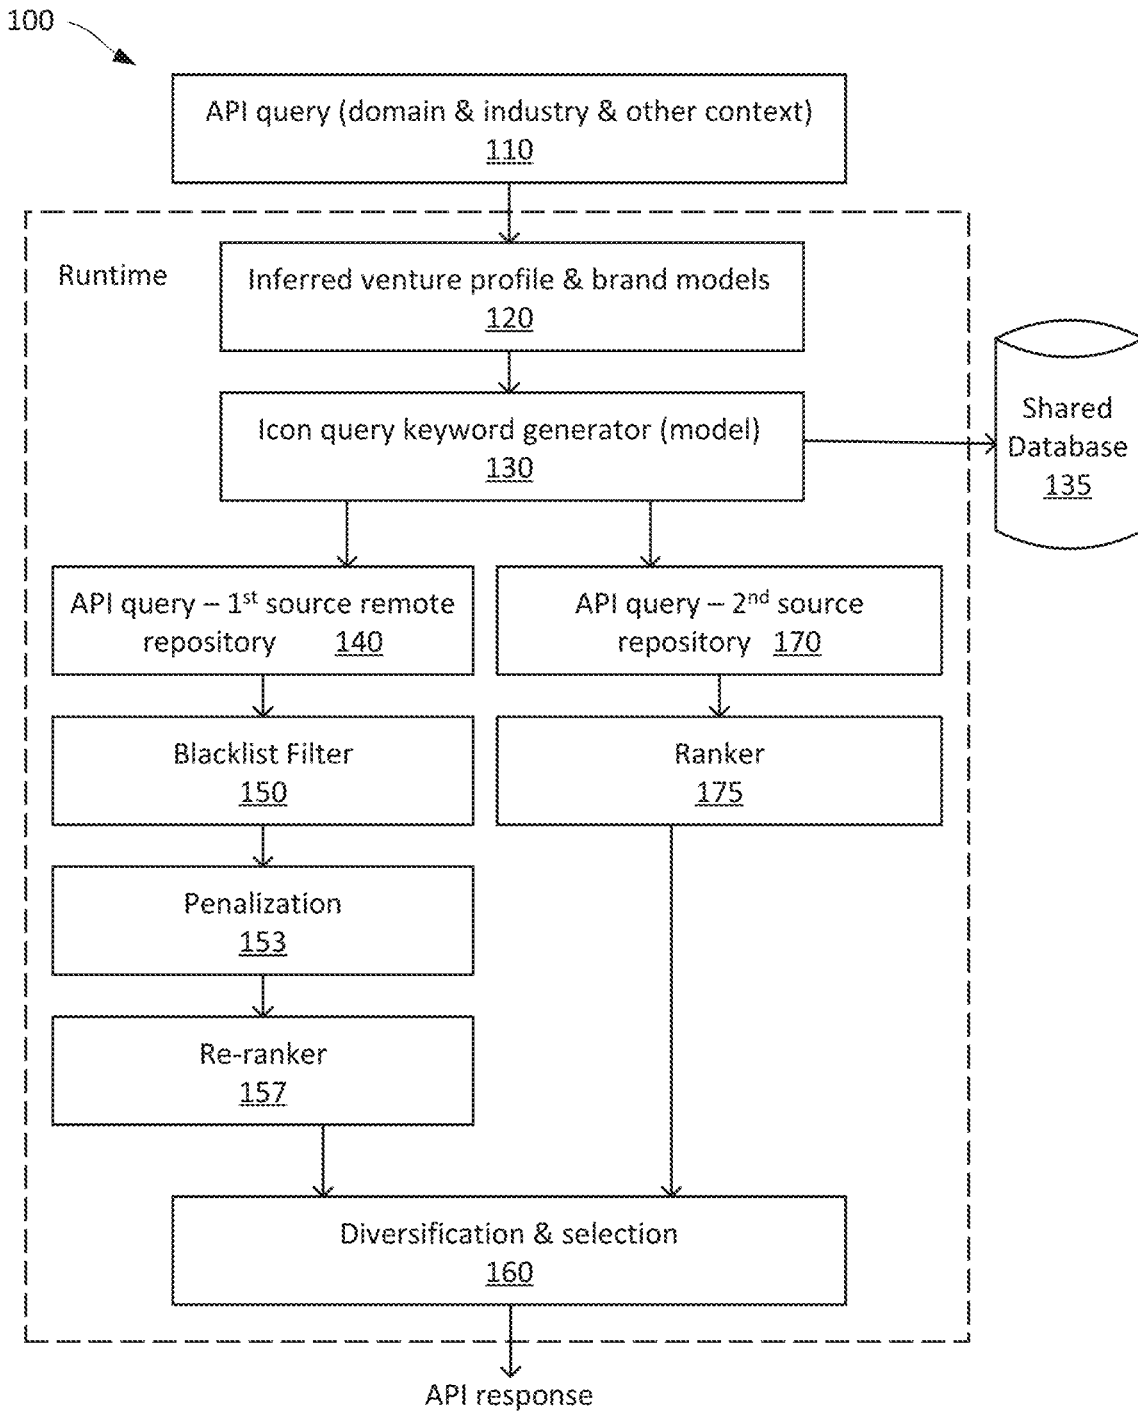 100
API query (domain & industry & other context)
110
Runtime
Inferred venture profile & brand models
120
Icon query keyword generator (model)
130
Shared
Database
135
API query – 1st source remote
repository 140
API query – 2nd source
repository 170
Blacklist Filter
150
Ranker
175
Penalization
153
Re-ranker
157
Diversification & selection
160
API response